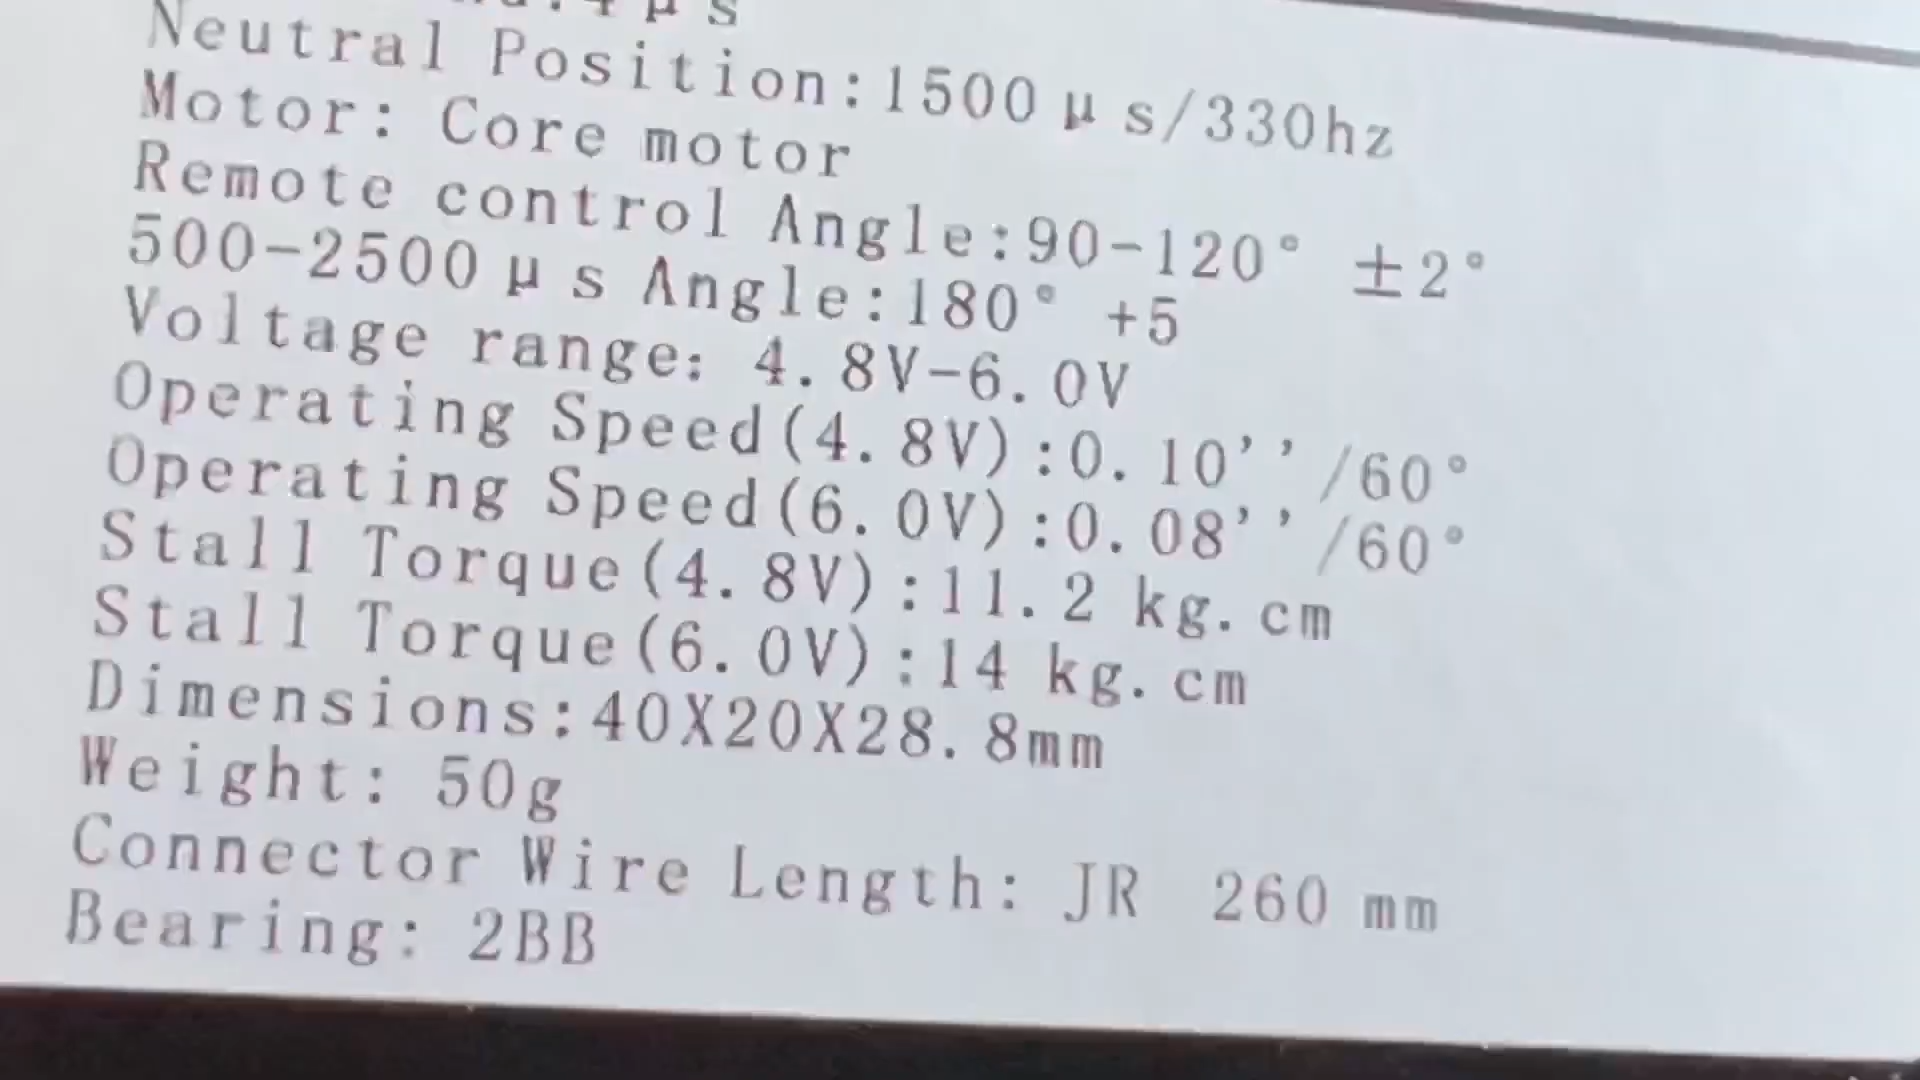 μ s
Neutral Position:1500 μ s/330hz
Motor: Core motor
Remote control Angle:90-120° ±2°
500-2500 μ s Angle:180° +5
Voltage range: 4.8V-6.0V
Operating Speed(4.8V):0.10’’/60°
Operating Speed(6.0V):0.08’’/60°
Stall Torque(4.8V):11.2 kg.cm
Stall Torque(6.0V):14 kg.cm
Dimensions:40X20X28.8mm
Weight: 50g
Connector Wire Length: JR 260 mm
Bearing: 2BB